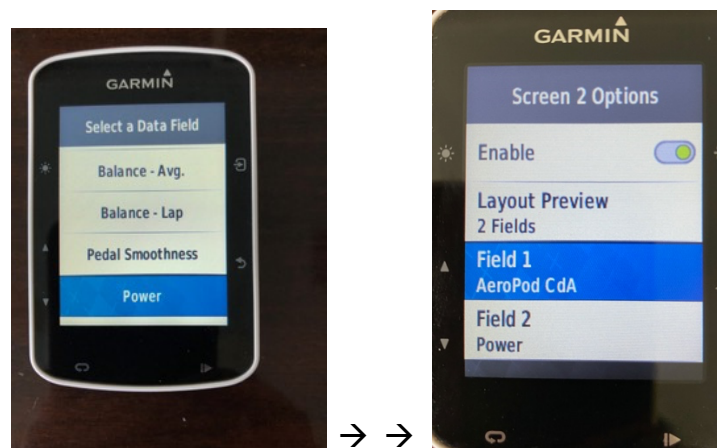 GARMIN
Select a Data Field
Balance - Avg.
Balance - Lap
Pedal Smoothness
Power
→ →
GARMIN
Screen 2 Options
Enable
Layout Preview
2 Fields
Field 1
AeroPod CdA
Field 2
Power